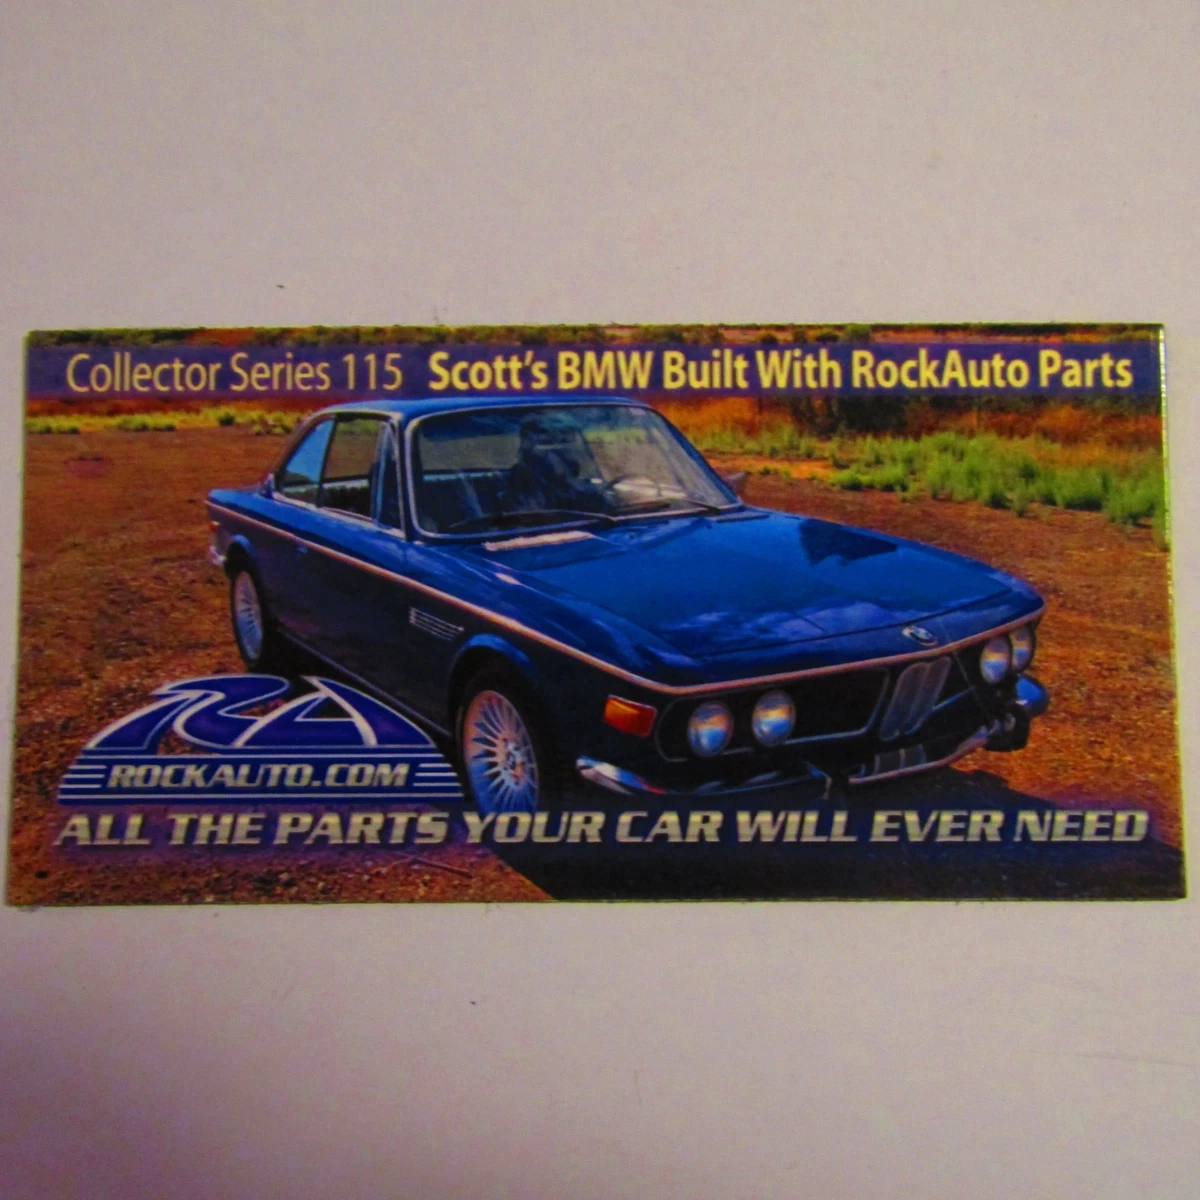 Collector Series 115 Scott's BMW Built With RockAuto Parts
RA
ROCKAUTO.COM
ALL THE PARTS YOUR CAR WILL EVER NEED